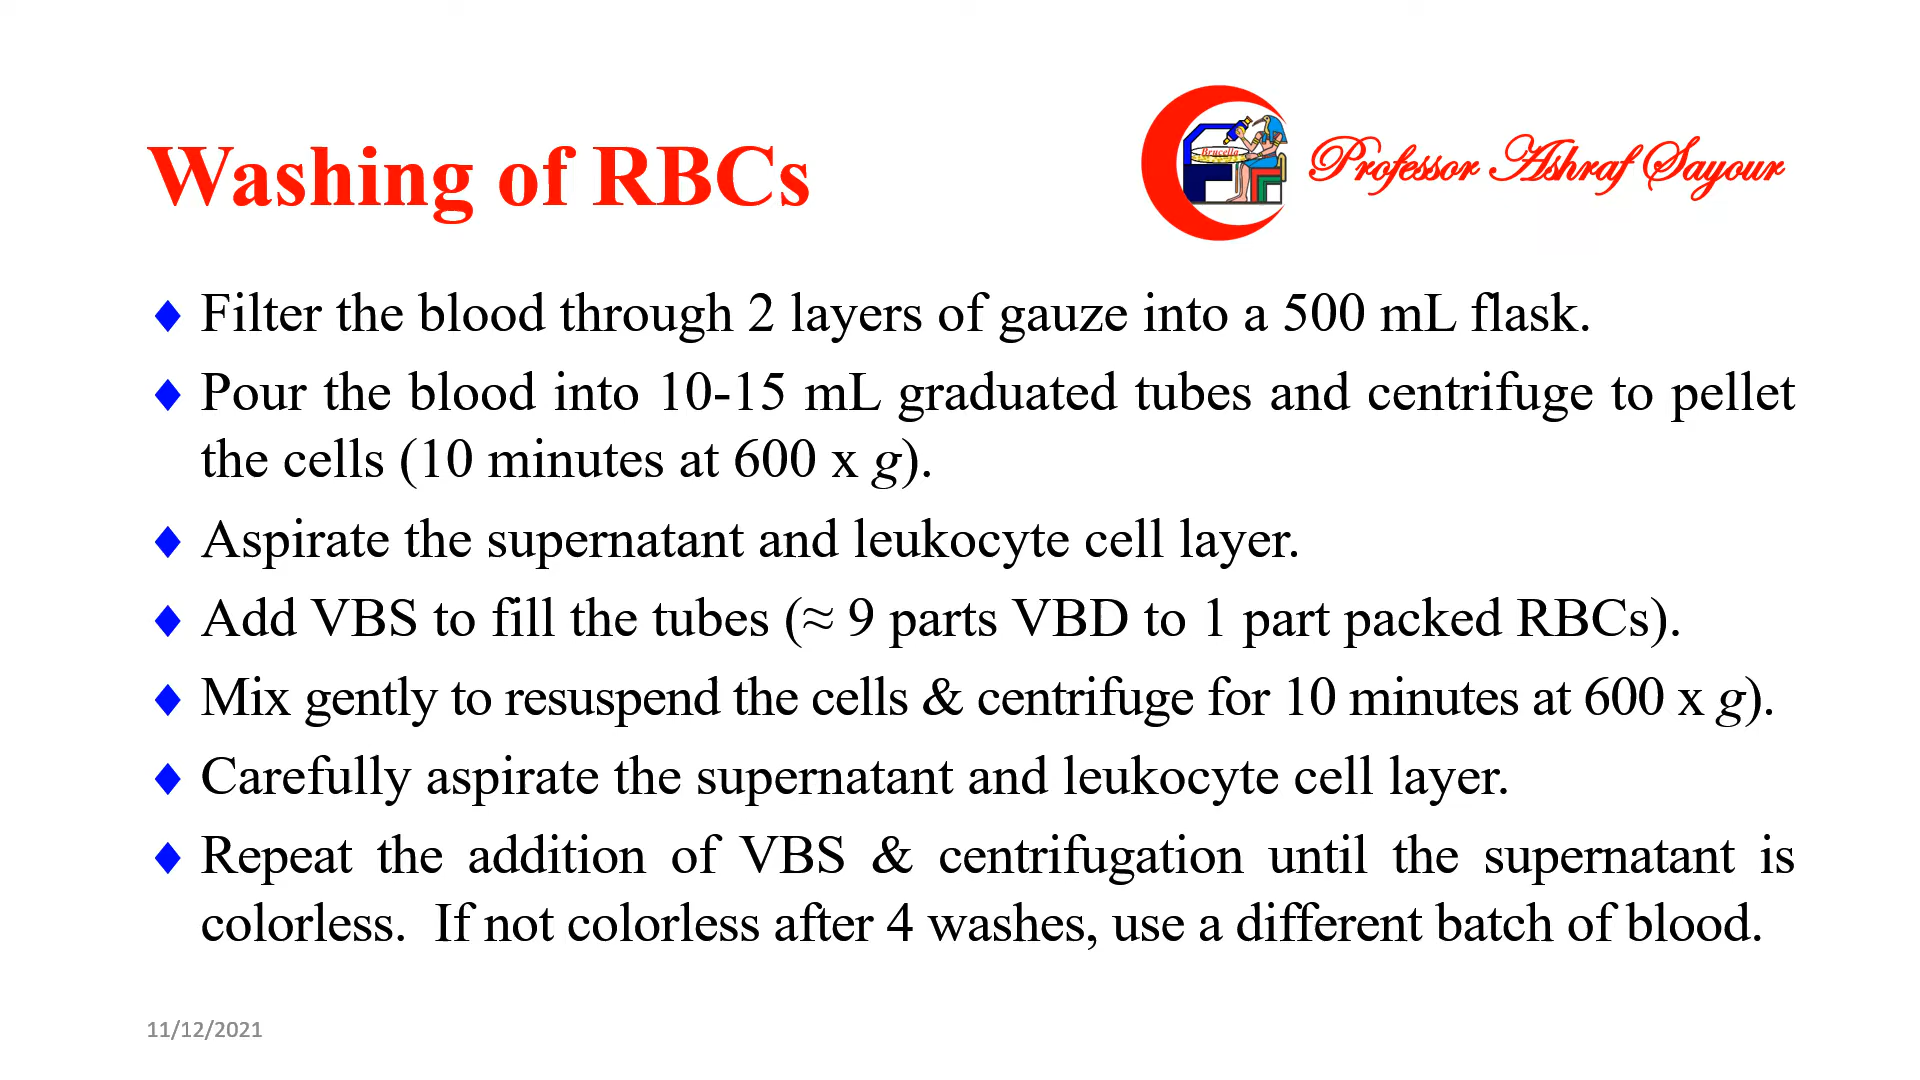 Washing of RBCs
Brucella
Professor Ashraf Sayour
♦ Filter the blood through 2 layers of gauze into a 500 mL flask.
♦ Pour the blood into 10-15 mL graduated tubes and centrifuge to pellet
the cells (10 minutes at 600 x g).
♦ Aspirate the supernatant and leukocyte cell layer.
♦ Add VBS to fill the tubes (≈ 9 parts VBD to 1 part packed RBCs).
♦ Mix gently to resuspend the cells & centrifuge for 10 minutes at 600 x g).
♦ Carefully aspirate the supernatant and leukocyte cell layer.
♦ Repeat the addition of VBS & centrifugation until the supernatant is
colorless. If not colorless after 4 washes, use a different batch of blood.
11/12/2021